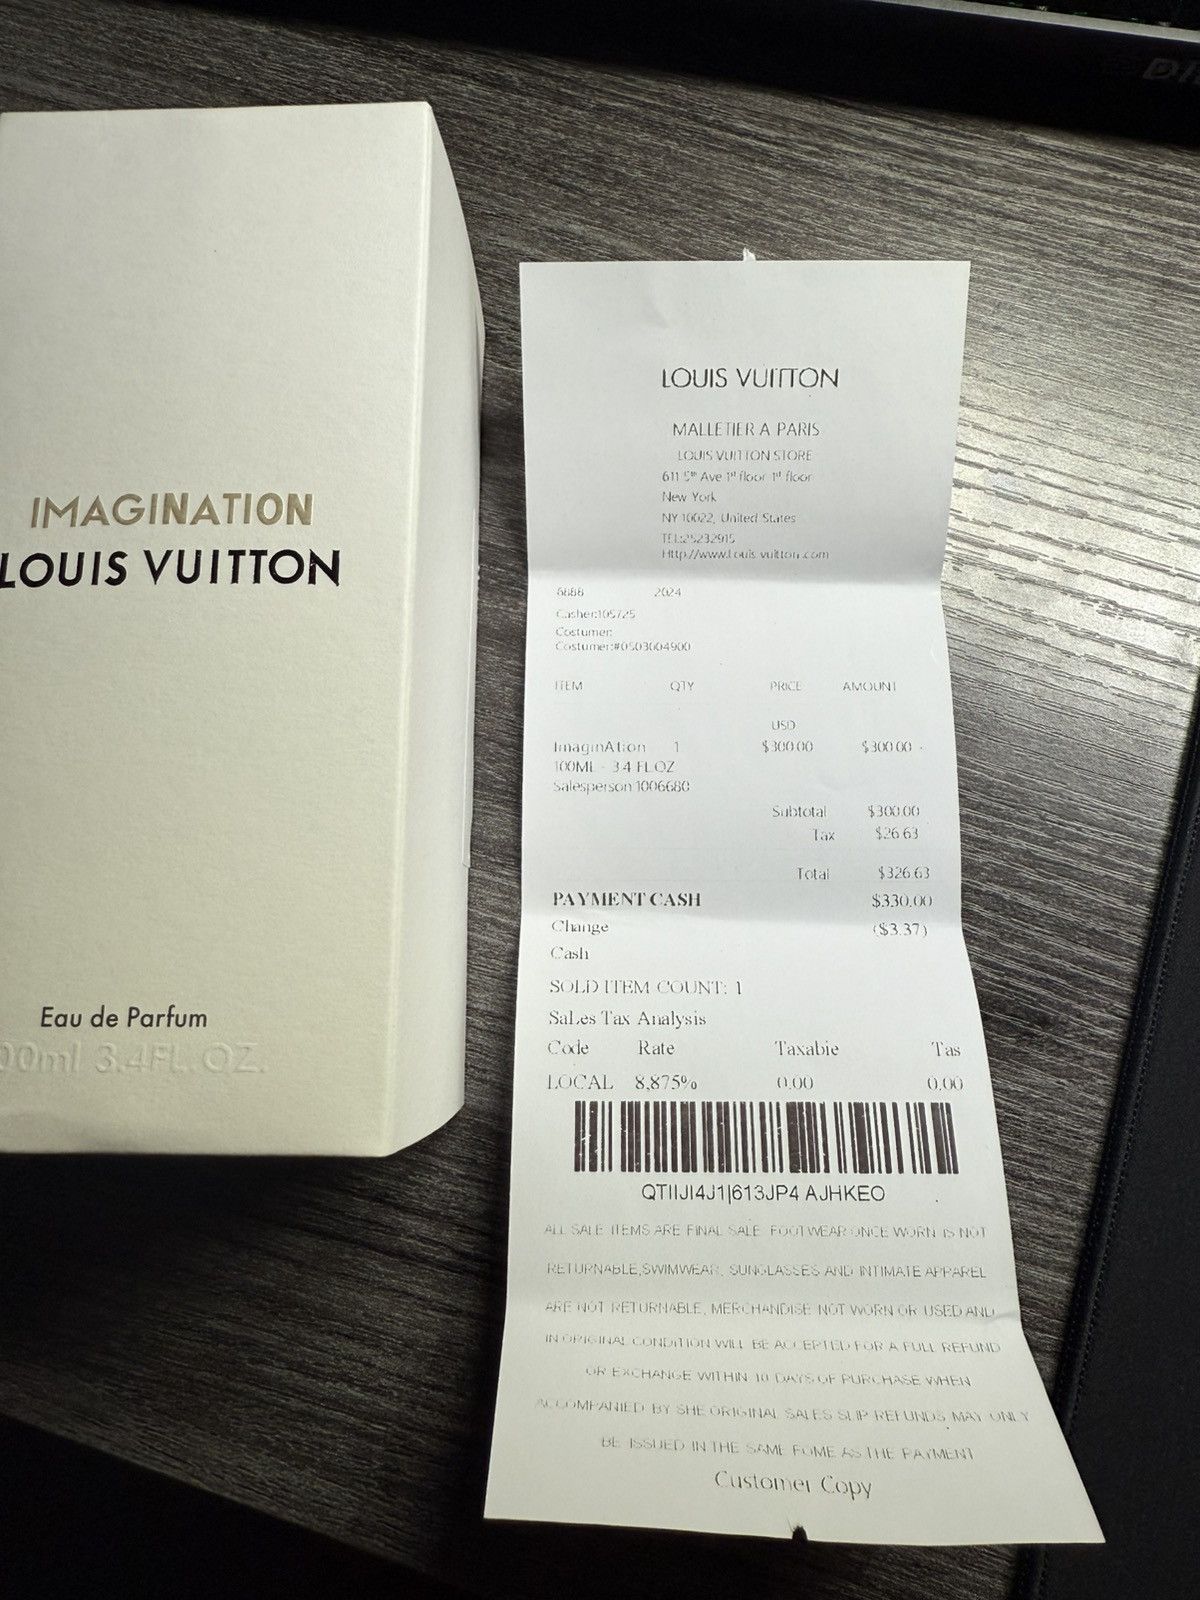 IMAGINATION
LOUIS VUITTON
Eau de Parfum
00ml 3.4FL. OZ.
LOUIS VUITTON
MALLETIER A PARIS
LOUIS VUITTON STORE
611 5th Ave 1st floor 1st floor
New York
NY 10022, United States
TEL:25232915
Http://www.Louis vuitton.com
6888 2024
Casher:105725
Costumer:
Costumer:#0503604900
ITEM QTY PRICE AMOUNT
USD
ImaginAtion 1 $300.00 $300.00
100ML - 3.4 FL.OZ
Salesperson 1006680
Subtotal $300.00
Tax $26.63
Total $326.63
PAYMENT CASH $330.00
Change ($3.37)
Cash
SOLD ITEM COUNT: 1
SaLes Tax Analysis
Code Rate Taxabie Tas
LOCAL 8,875% 0.00 0.00
QTIIJI4J1|613JP4 AJHKEO
ALL SALE ITEMS ARE FINAL SALE. FOOTWEAR ONCE WORN IS NOT
RETURNABLE,SWIMWEAR, SUNGLASSES AND INTIMATE APPAREL
ARE NOT RETURNABLE, MERCHANDISE NOT WORN OR USED AND
IN ORIGINAL CONDITION WILL BE ACCEPTED FOR A FULL REFUND
OR EXCHANGE WITHIN 10 DAYS OF PURCHASE WHEN
ACCOMPANIED BY SHE ORIGINAL SALES SLIP REFUNDS MAY ONLY
BE ISSUED IN THE SAME FOME AS THE PAYMENT
Customer Copy